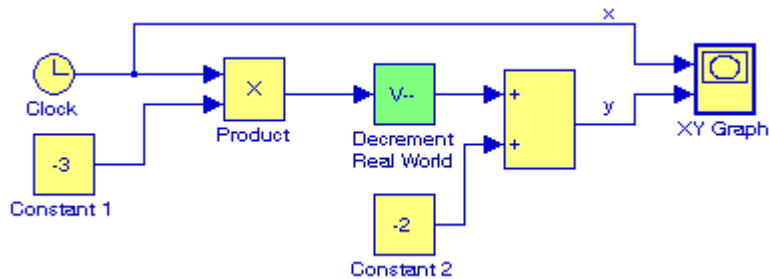 x
Clock
X
Product
V--
Decrement
Real World
+
+
y
XY Graph
-3
Constant 1
-2
Constant 2